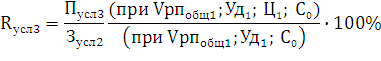 Rусл3 = Пусл3 / Зусл2 (при Vрпобщ1; Уд1; Ц1; С0) / (при Vрпобщ1; Уд1; С0) · 100%